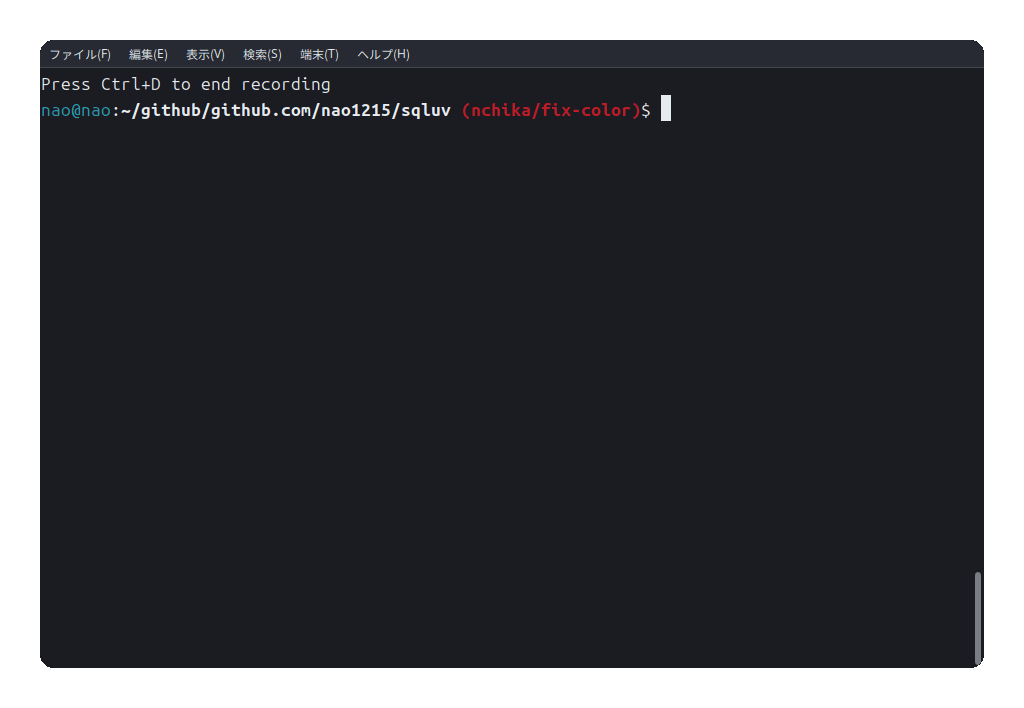 ファイル(F) 編集(E) 表示(V) 検索(S) 端末(T) ヘルプ(H)
Press Ctrl+D to end recording
nao@nao:~/github/github.com/nao1215/sqluv (nchika/fix-color)$